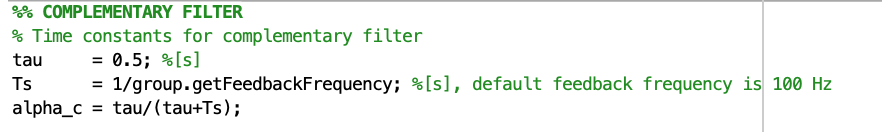 %% COMPLEMENTARY FILTER
% Time constants for complementary filter
tau     = 0.5; %[s]
Ts      = 1/group.getFeedbackFrequency; %[s], default feedback frequency is 100 Hz
alpha_c = tau/(tau+Ts);